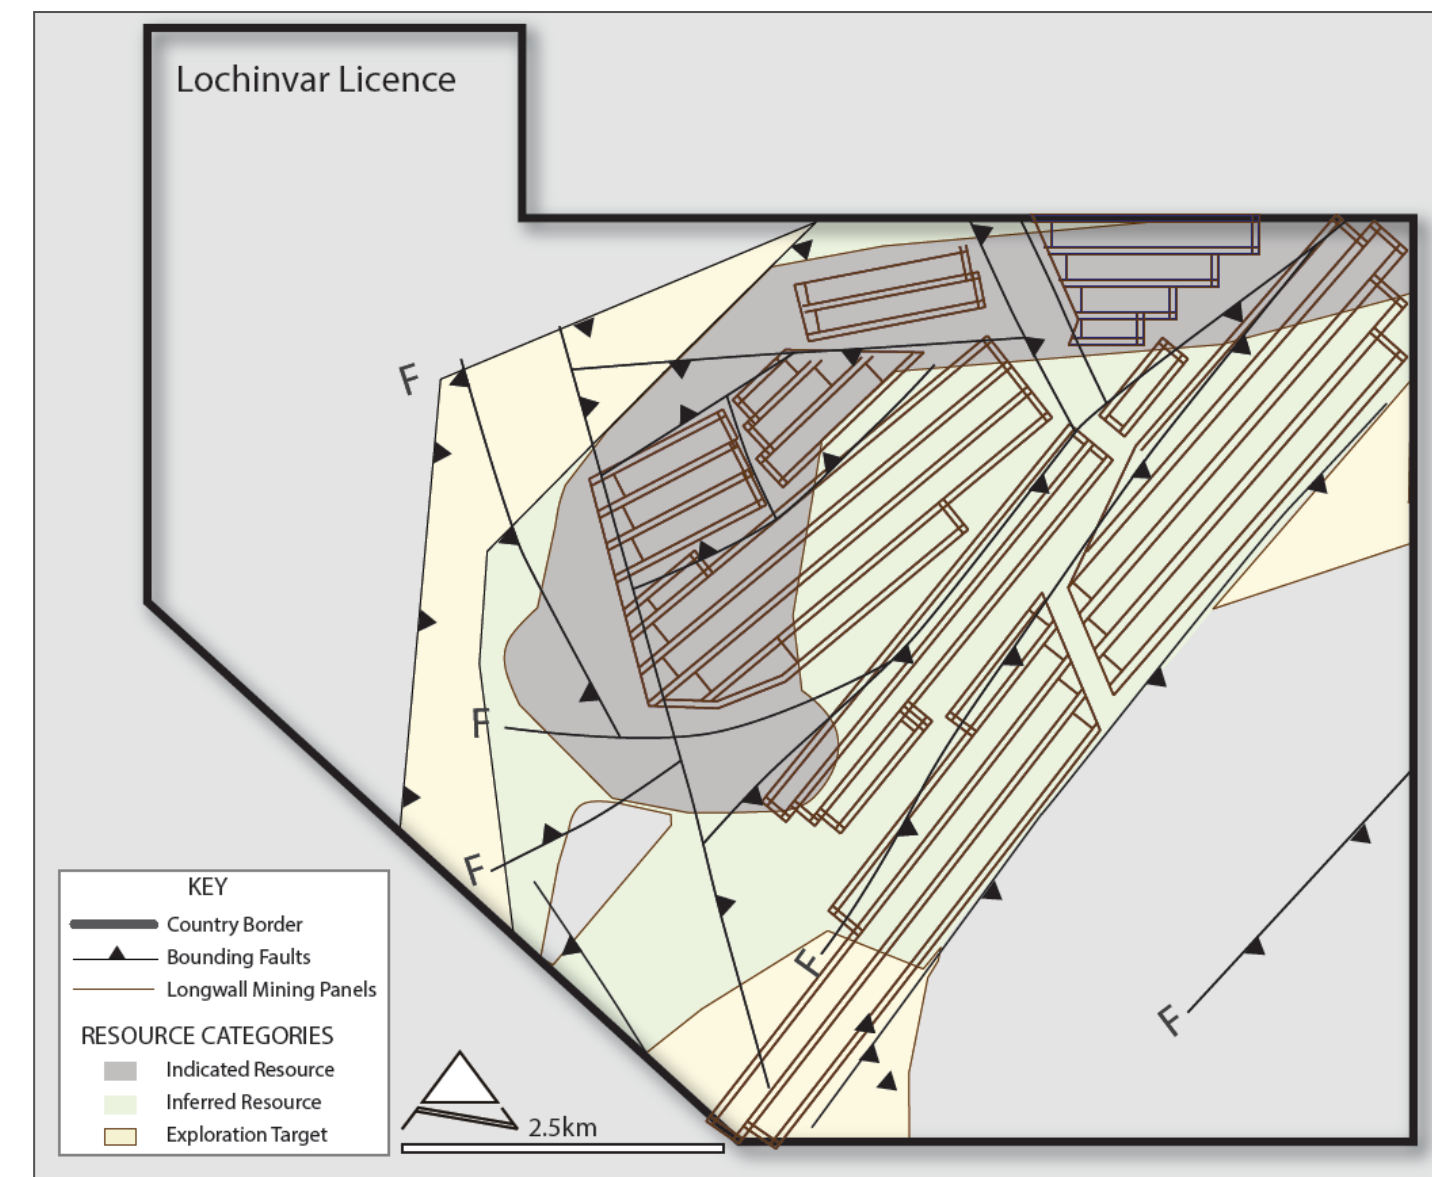 Lochinvar Licence
F
F
F
F
F
KEY
Country Border
Bounding Faults
Longwall Mining Panels
RESOURCE CATEGORIES
Indicated Resource
Inferred Resource
Exploration Target
2.5km